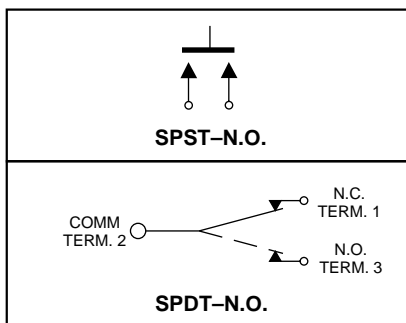 SPST–N.O.
COMM
TERM. 2
N.C.
TERM. 1
N.O.
TERM. 3
SPDT–N.O.